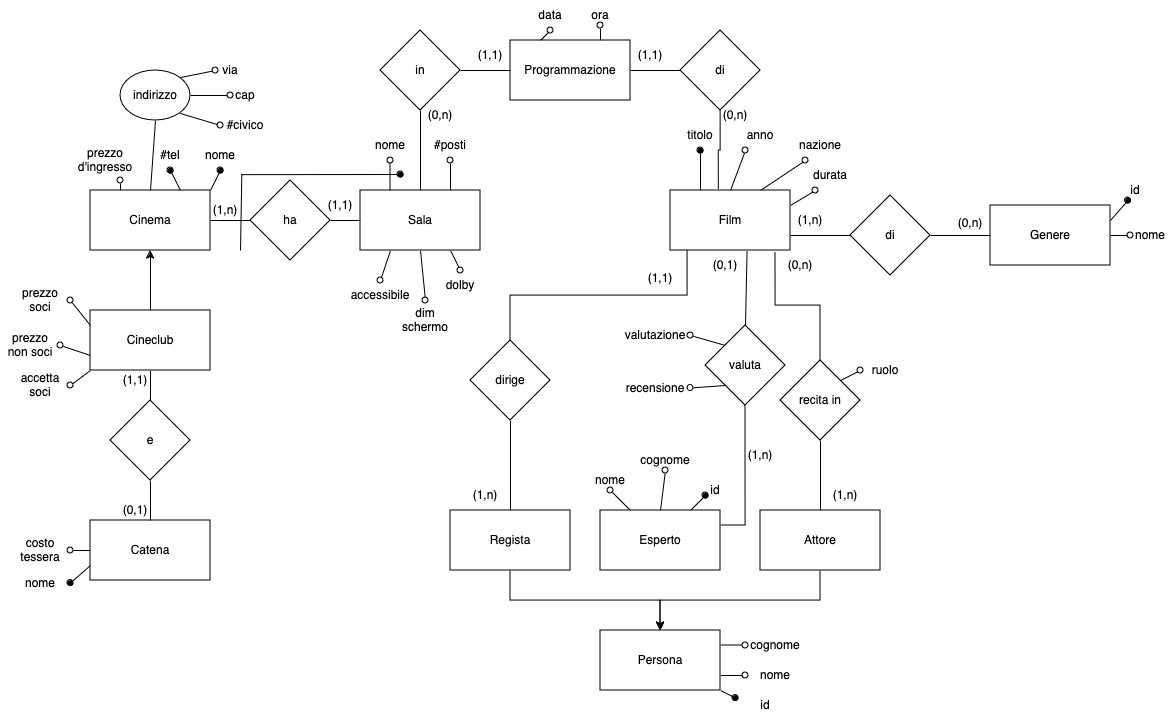 data
ora
in
(1,1)
Programmazione
(1,1)
di
via
indirizzo
cap
#civico
(0,n)
(0,n)
prezzo
d'ingresso
#tel
nome
nome
#posti
titolo
anno
nazione
durata
id
Cinema
(1,n)
ha
(1,1)
Sala
Film
(1,n)
di
(0,n)
Genere
nome
accessibile
dim
schermo
dolby
(1,1)
(0,1)
(0,n)
prezzo
soci
prezzo
non soci
accetta
soci
Cineclub
(1,1)
valutazione
valuta
recensione
dirige
ruolo
recita in
e
(0,1)
costo
tessera
nome
Catena
(1,n)
nome
cognome
id
(1,n)
(1,n)
Regista
Esperto
Attore
Persona
cognome
nome
id